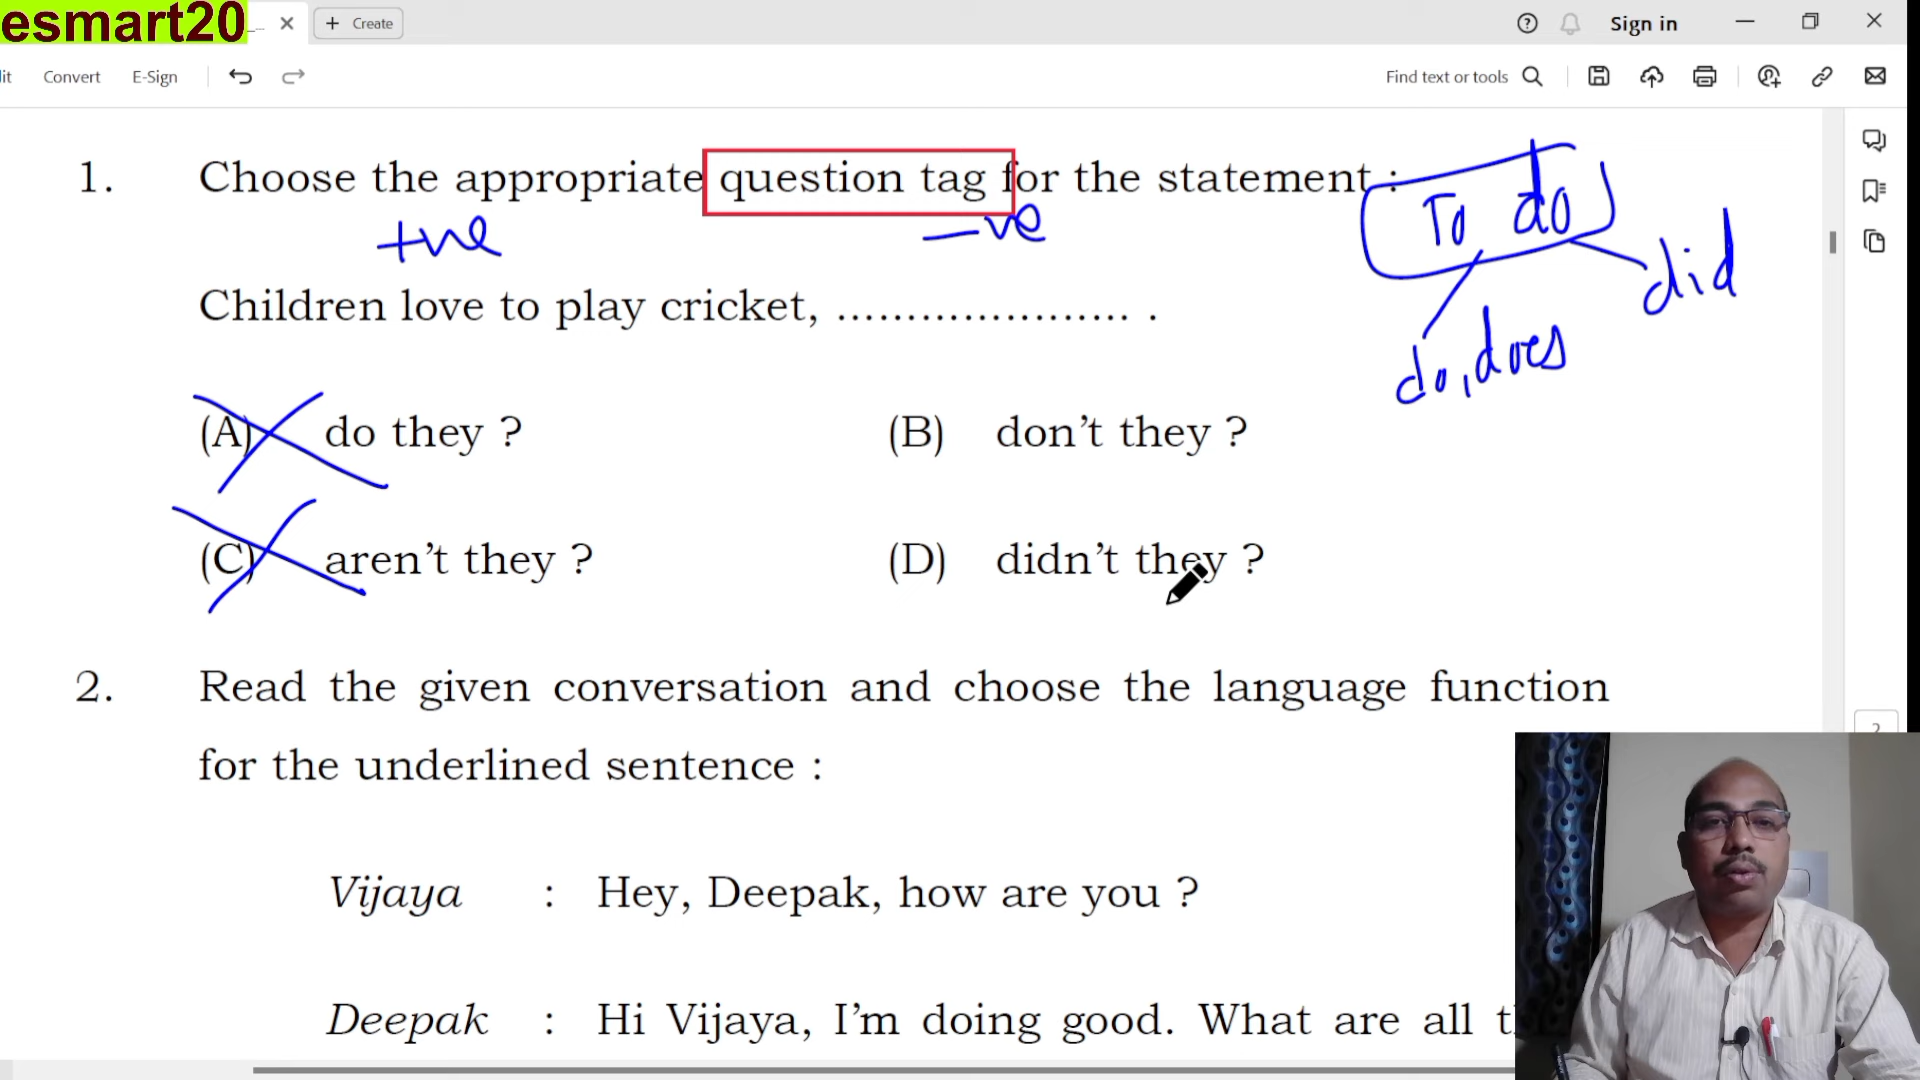 esmart20
+ Create
Sign in
it Convert E-Sign
Find text or tools
1. Choose the appropriate question tag for the statement :
+ve -ve
To do
did
do, does
Children love to play cricket, ..................... .
(A) do they ? (B) don't they ?
(C) aren't they ? (D) didn't they ?
2. Read the given conversation and choose the language function
for the underlined sentence :
2
Vijaya : Hey, Deepak, how are you ?
Deepak : Hi Vijaya, I'm doing good. What are all